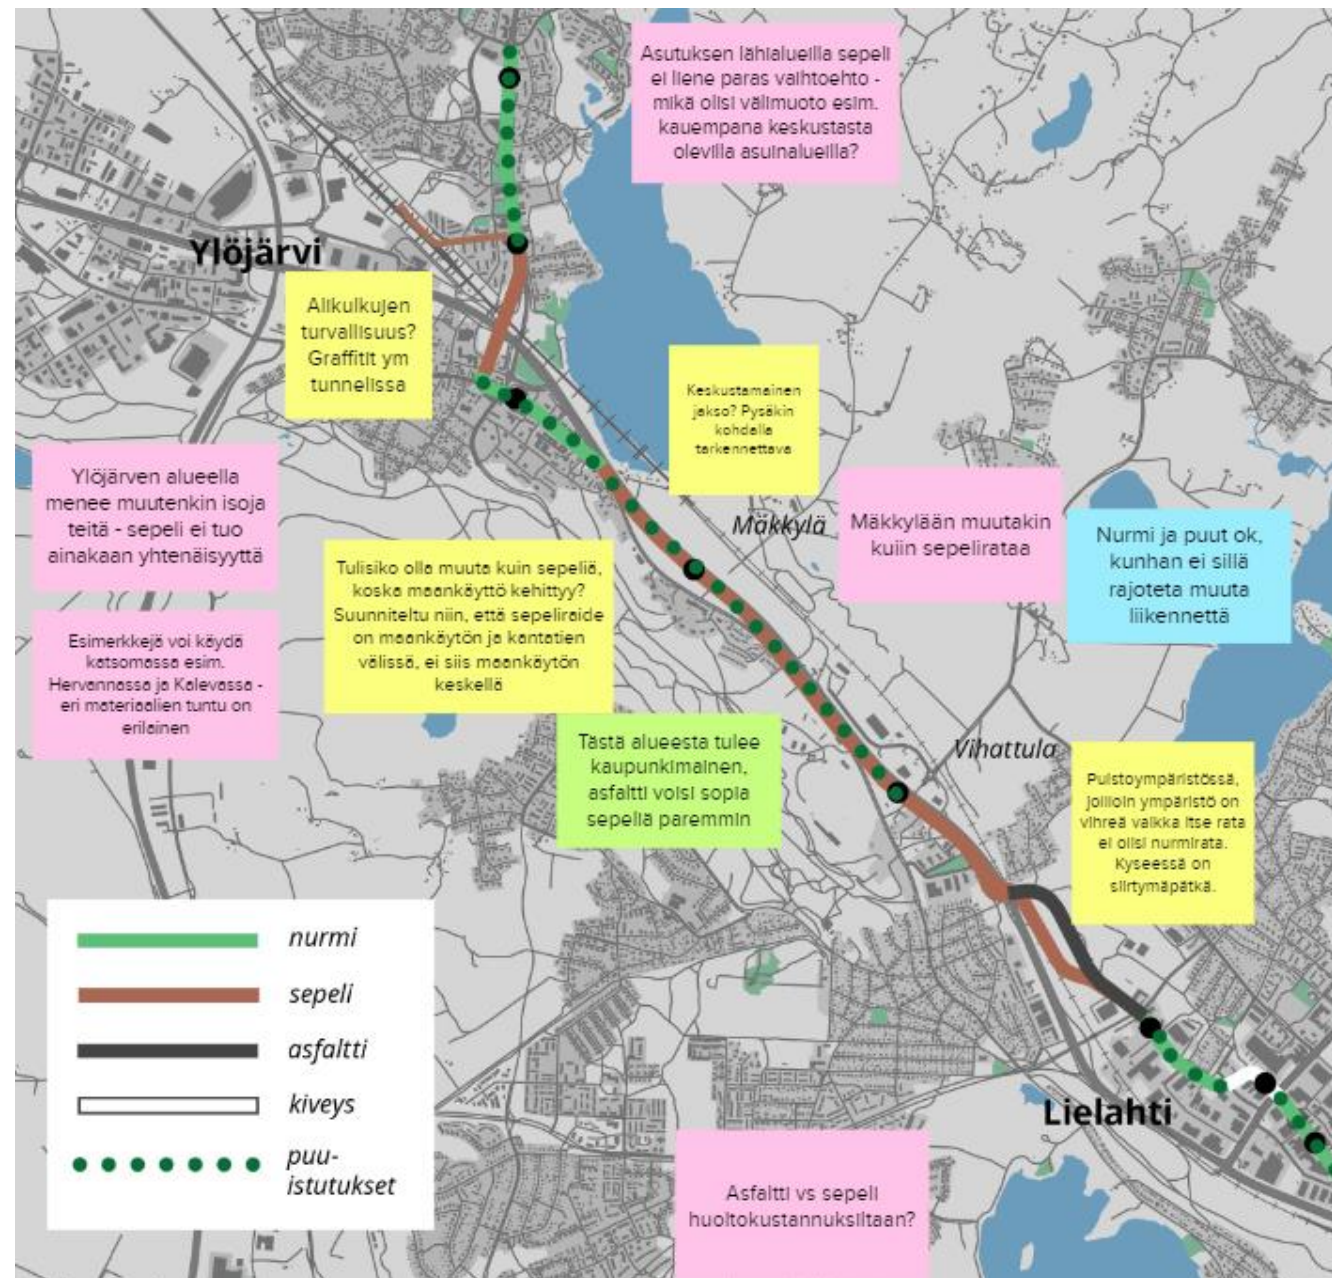 Asutuksen lähialueilla sepeli
ei liene paras vaihtoehto -
mikä olisi välimuoto esim.
kauempana keskustasta
olevilla asuinalueilla?
Ylöjärvi
Alikulkujen
turvallisuus?
Graffitit ym
tunnelissa
Keskustamainen
jakso? Pysäkin
kohdalla
tarkennettava
Ylöjärven alueella
menee muutenkin isoja
teitä - sepeli ei tuo
ainakaan yhtenäisyyttä
Mäkkylä
Mäkkylään muutakin
kuiin sepelirataa
Nurmi ja puut ok,
kunhan ei sillä
rajoteta muuta
liikennettä
Tulisiko olla muuta kuin sepeliä,
koska maankäyttö kehittyy?
Suunniteltu niin, että sepeliraide
on maankäytön ja kantatien
välissä, ei siis maankäytön
keskellä
Esimerkkejä voi käydä
katsomassa esim.
Hervannassa ja Kalevassa -
eri materiaalien tuntu on
erilainen
Tästä alueesta tulee
kaupunkimainen,
asfaltti voisi sopia
sepeliä paremmin
Vihattula
Puistoympäristössä,
jolloin ympäristö on
vihreä vaikka itse rata
ei olisi nurmirata.
Kyseessä on
siirtymäpätkä.
nurmi
sepeli
asfaltti
kiveys
puu-
istutukset
Lielahti
Asfaltti vs sepeli
huoltokustannuksiltaan?